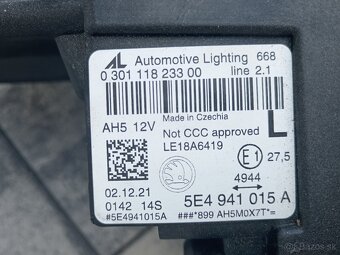 AL Automotive Lighting 668
0 301 118 233 00 line 2.1
Made in Czechia
AH5 12V
Not CCC approved
L
LE18A6419
E1 27,5
4944
02.12.21
5E4 941 015 A
0142 14S
#5E4941015A ###*899 AH5M0X7T*=